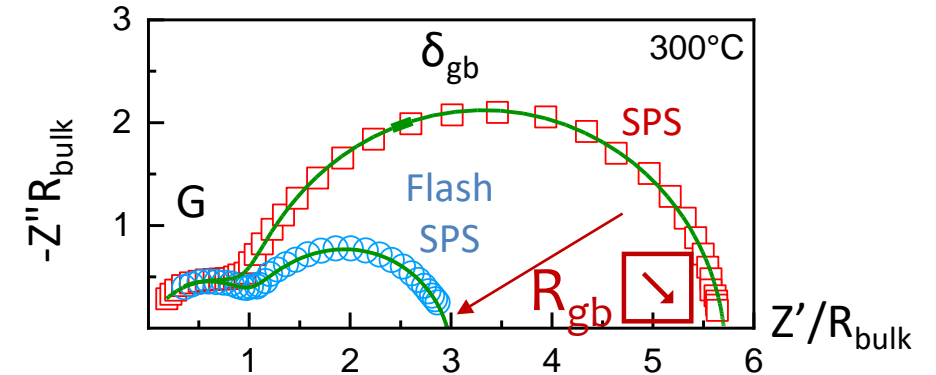 3
300°C
δgb
SPS
2
-Z''Rbulk
G
Flash
SPS
1
Rgb
↘
Z'/Rbulk
1 2 3 4 5 6